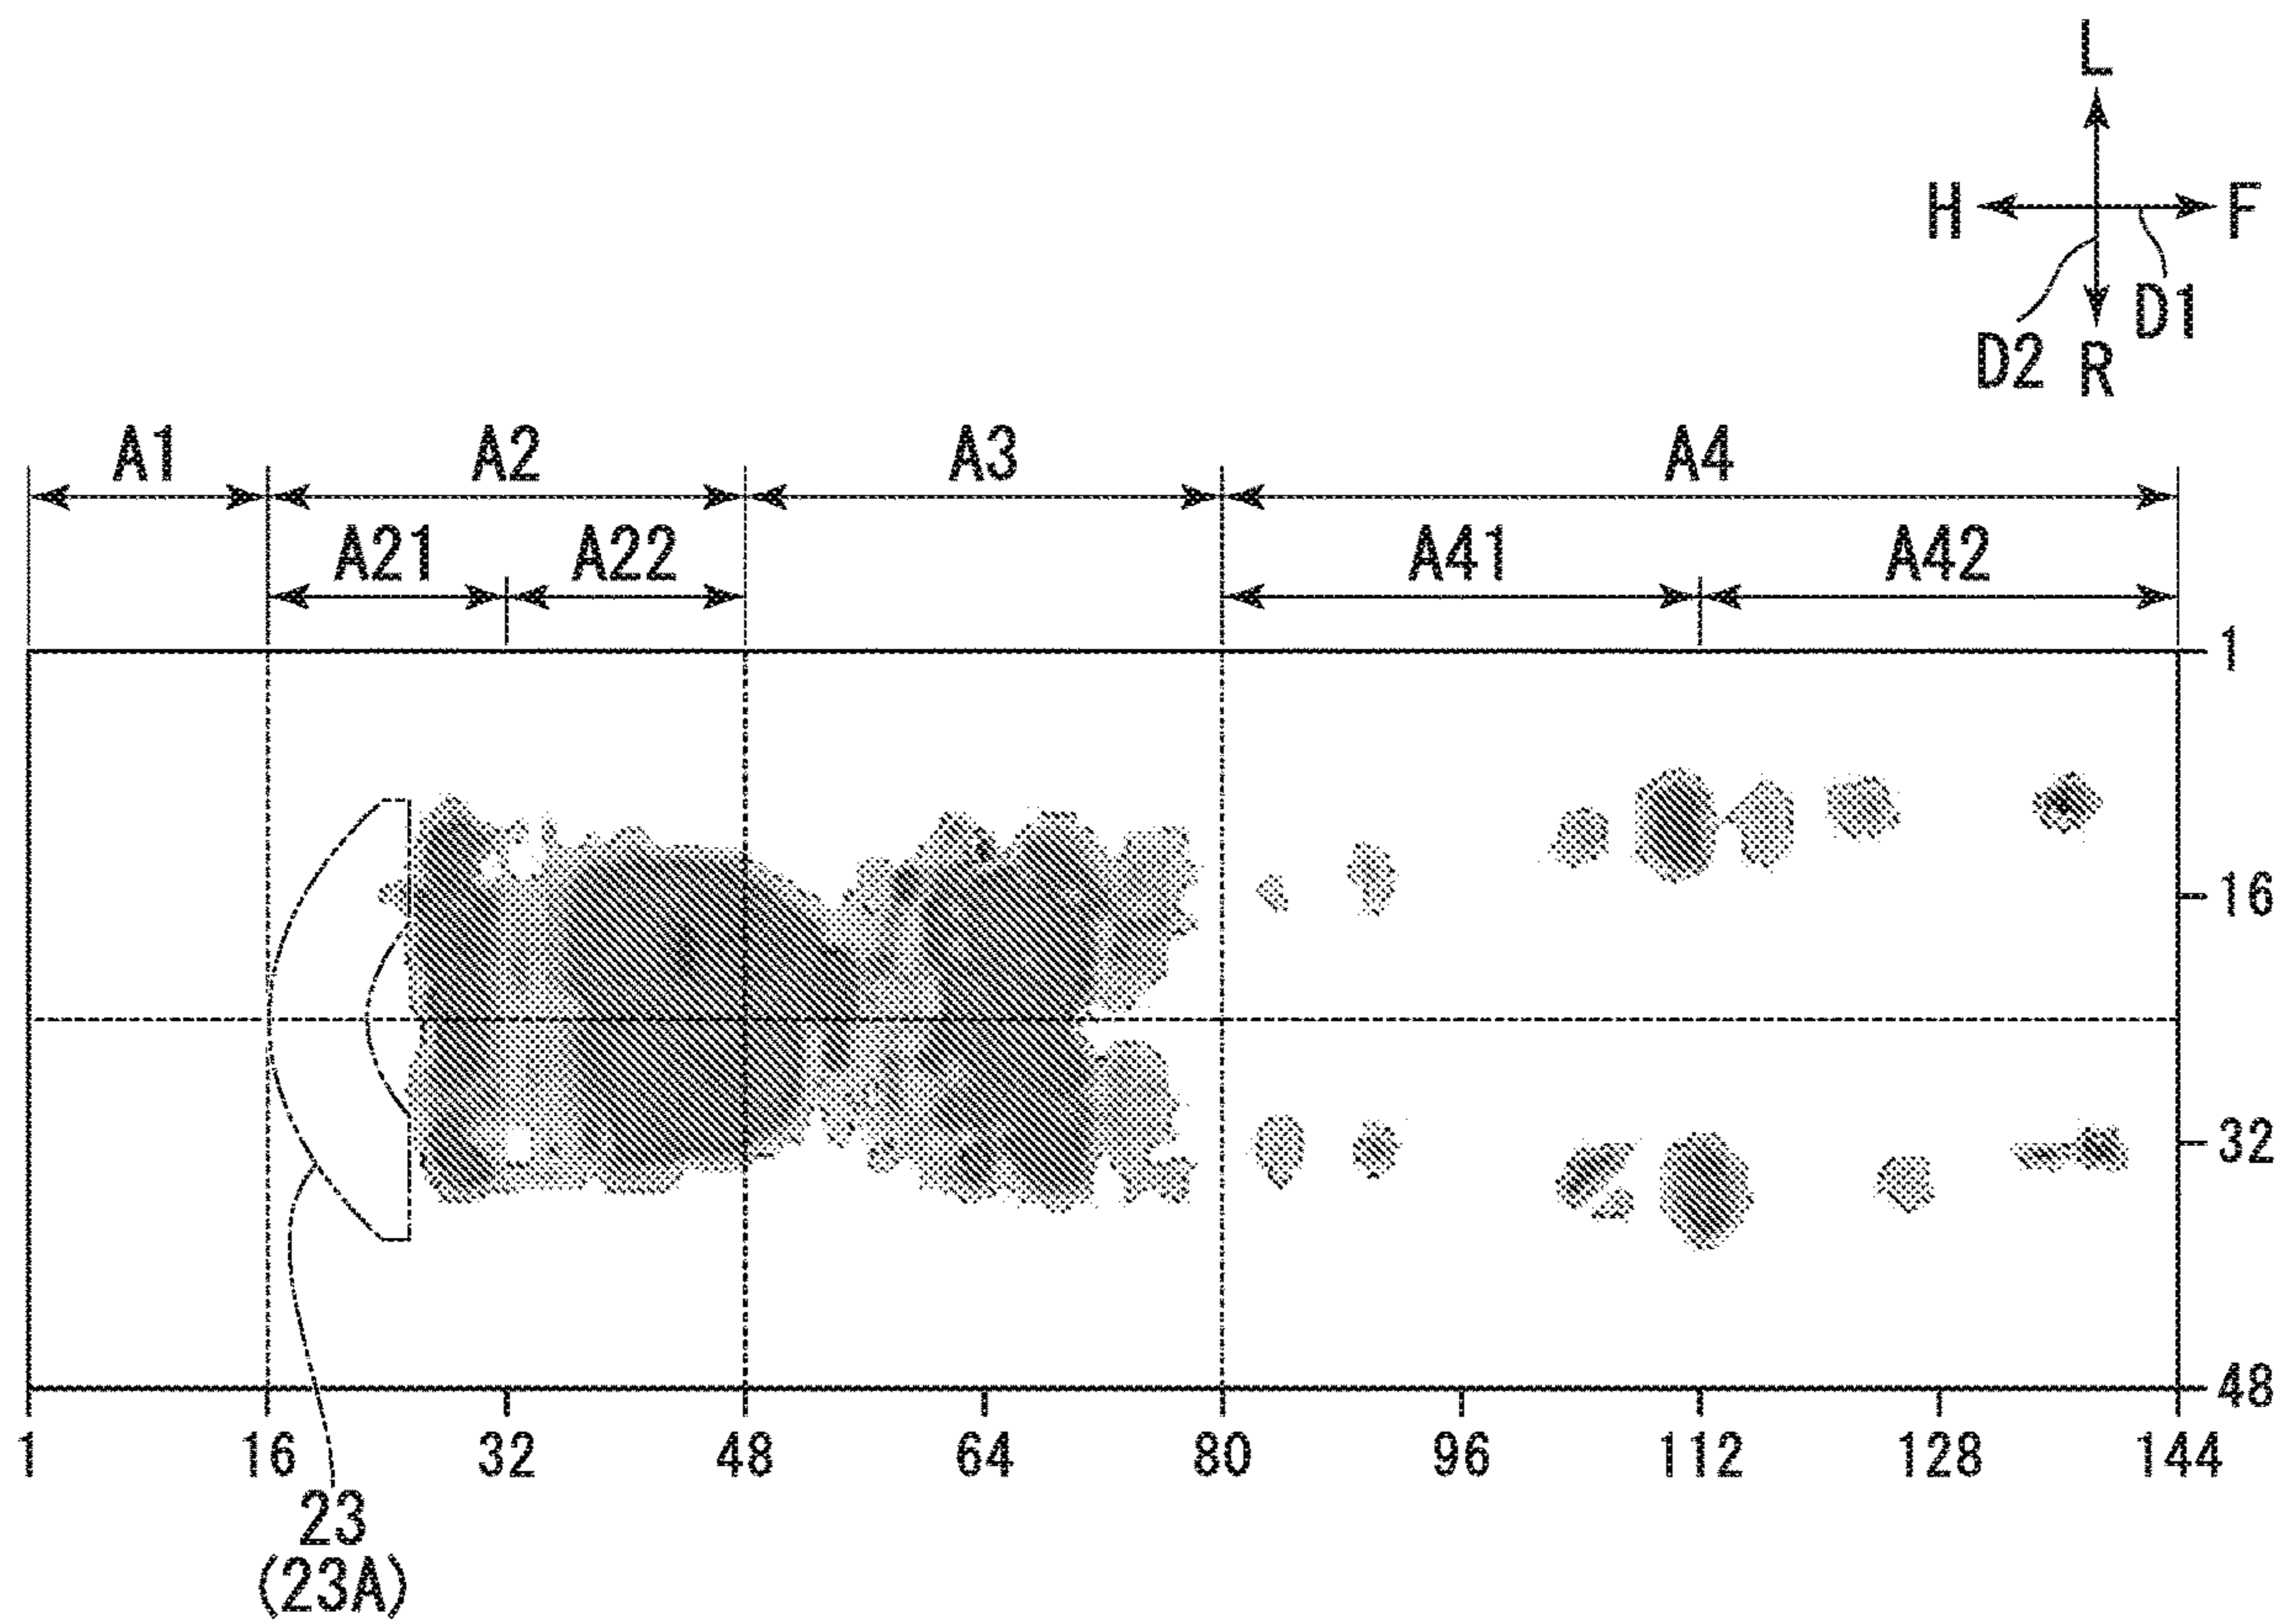 L
H F
D1
D2 R
A1 A2 A3 A4
A21 A22 A41 A42
1
16
32
48
1 16 32 48 64 80 96 112 128 144
23
(23A)